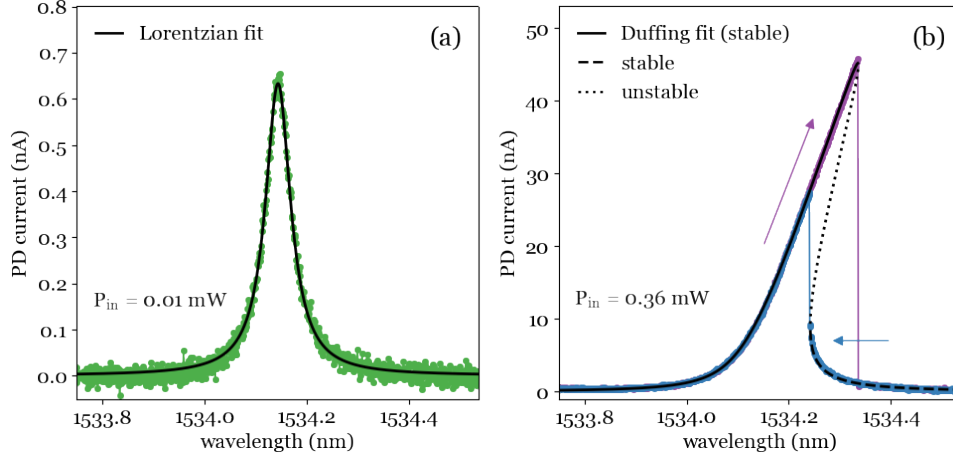 Lorentzian fit
(a)
P_in = 0.01 mW
PD current (nA)
0.8
0.7
0.6
0.5
0.4
0.3
0.2
0.1
0.0
1533.8
1534.0
1534.2
1534.4
wavelength (nm)
Duffing fit (stable)
stable
unstable
(b)
P_in = 0.36 mW
PD current (nA)
50
40
30
20
10
0
1533.8
1534.0
1534.2
1534.4
wavelength (nm)